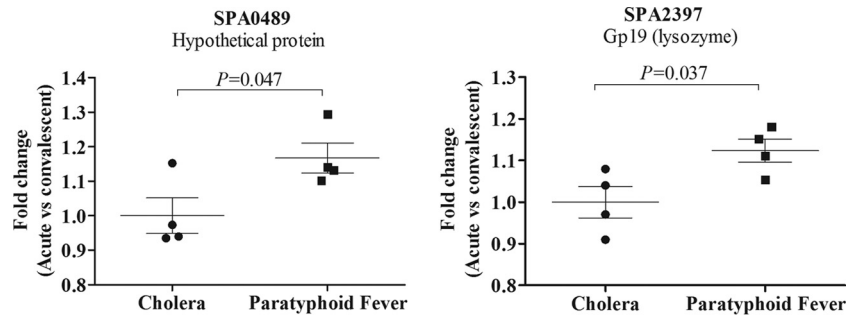 SPA0489
Hypothetical protein
P=0.047
1.4
1.3
1.2
1.1
1.0
0.9
0.8
Fold change
(Acute vs convalescent)
Cholera Paratyphoid Fever
SPA2397
Gp19 (lysozyme)
P=0.037
1.3
1.2
1.1
1.0
0.9
0.8
Fold change
(Acute vs convalescent)
Cholera Paratyphoid Fever